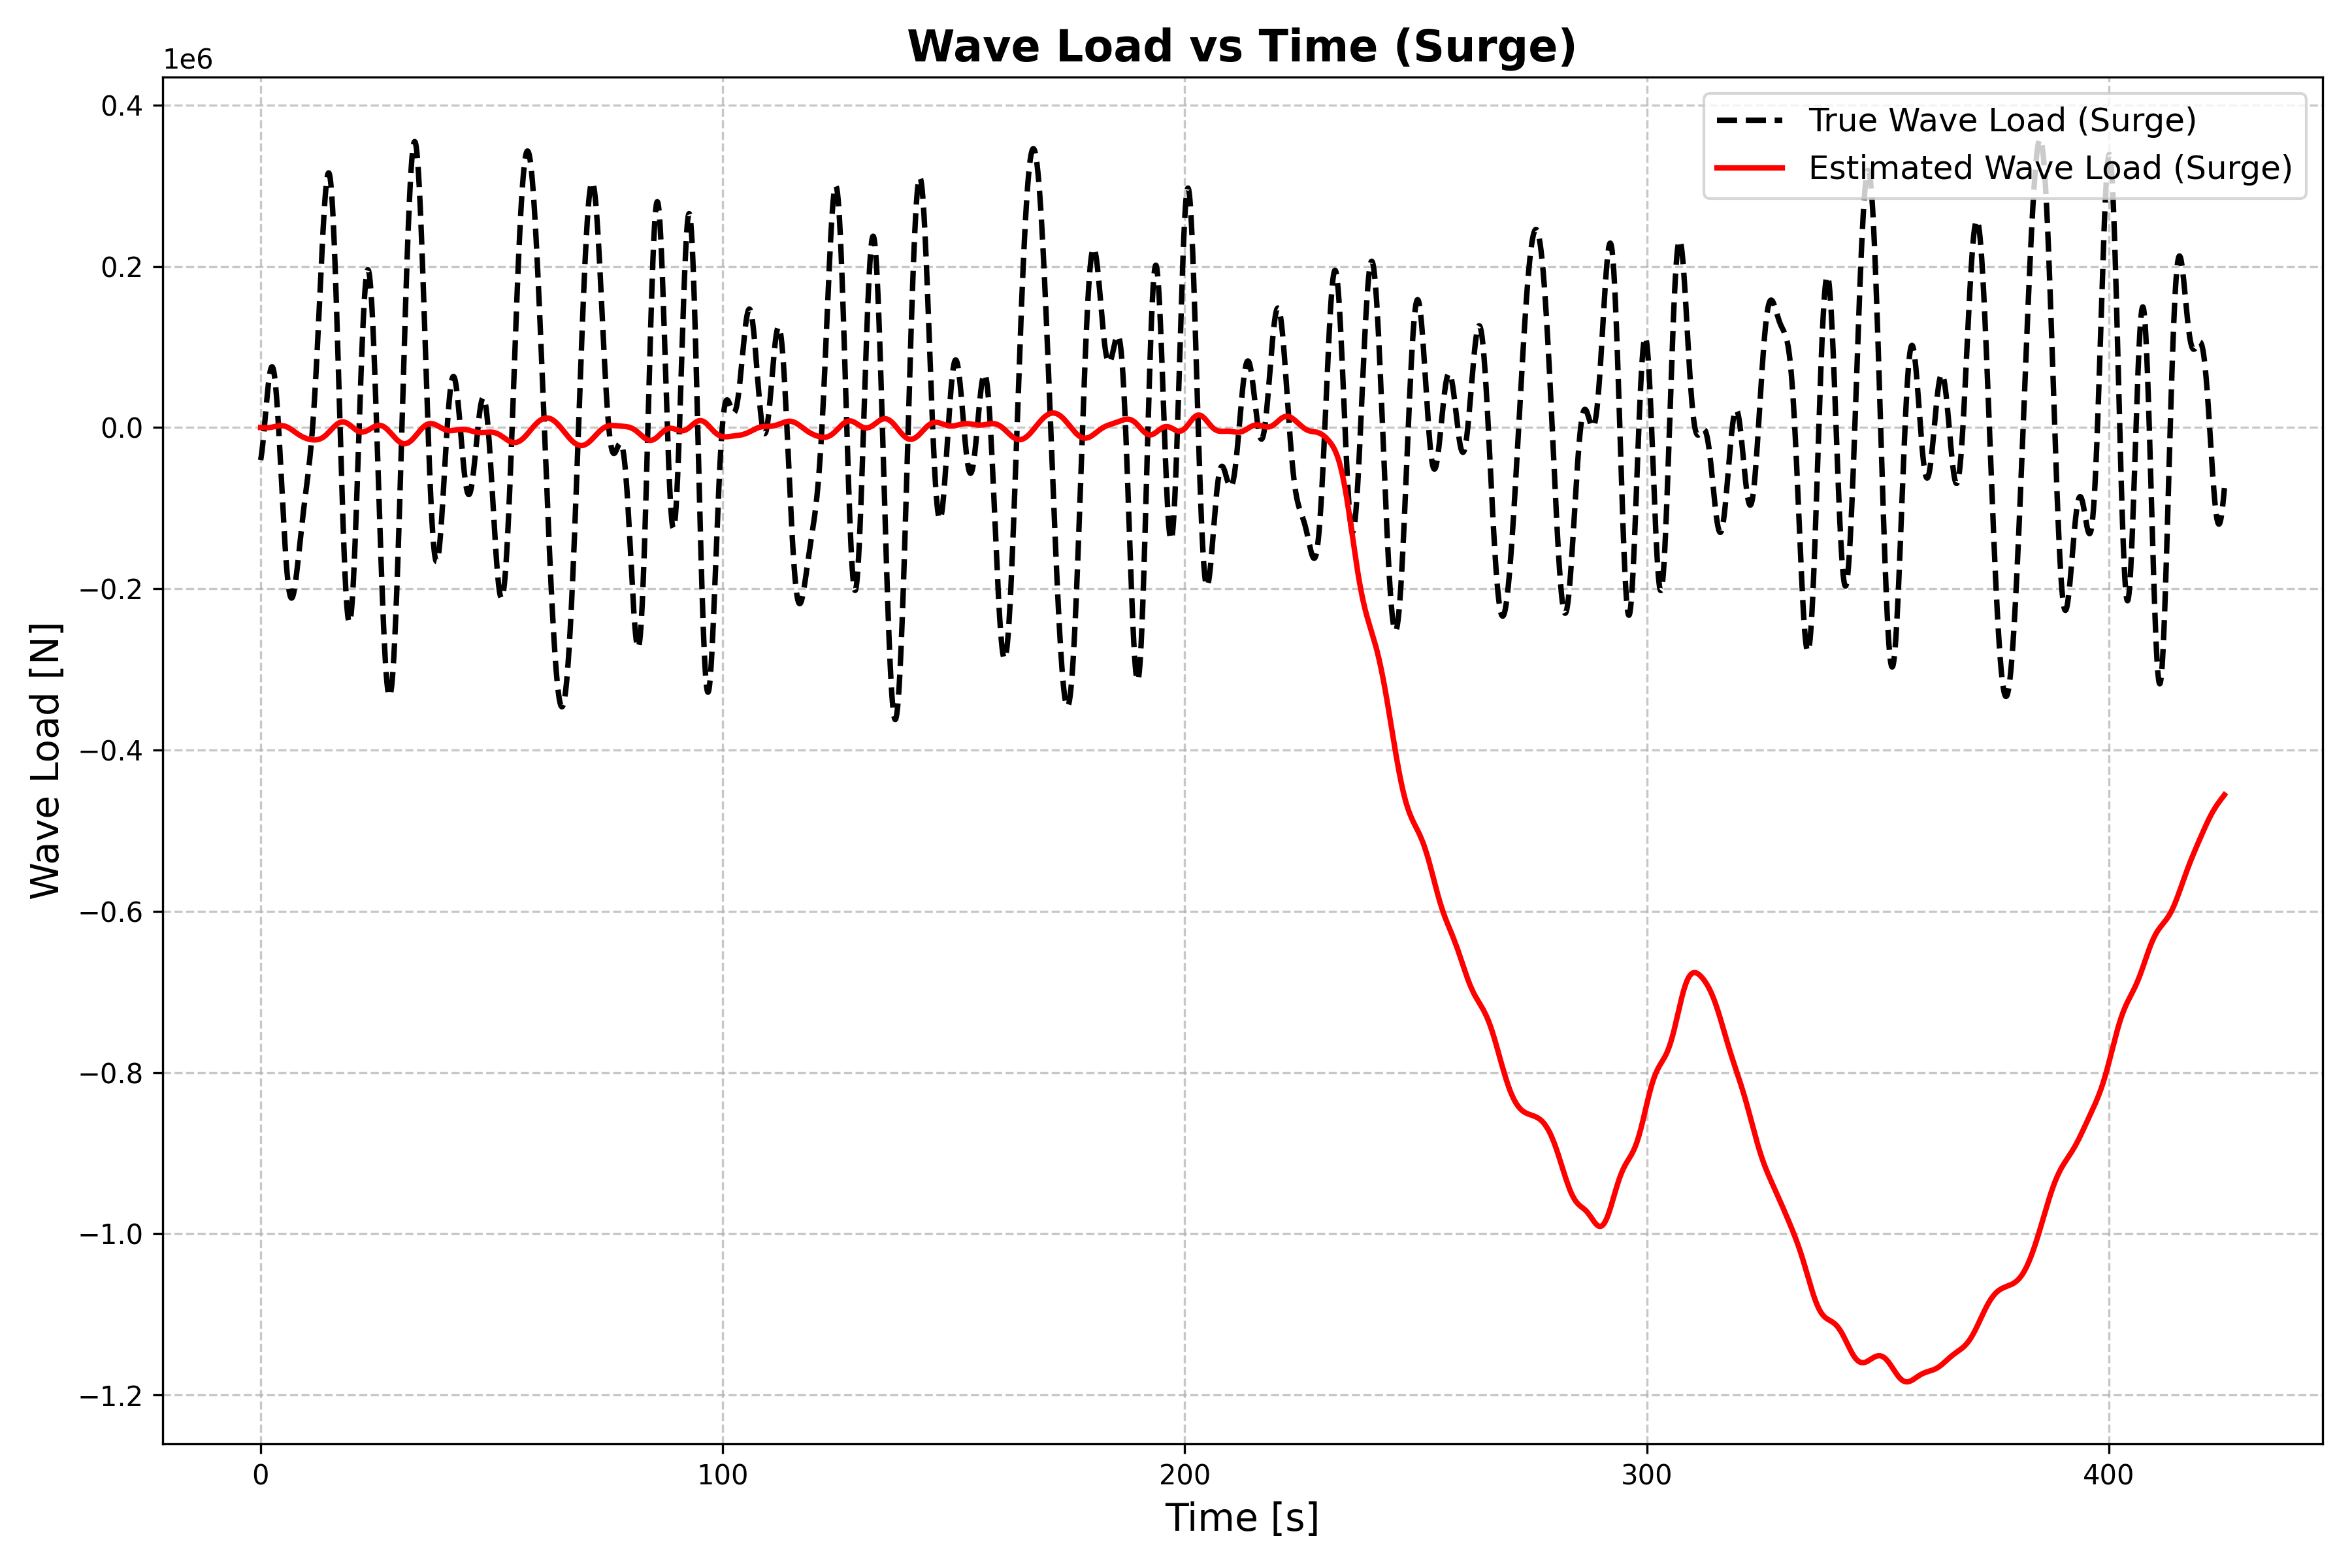 Wave Load vs Time (Surge)
1e6
True Wave Load (Surge)
Estimated Wave Load (Surge)
0.4
0.2
0.0
−0.2
−0.4
−0.6
−0.8
−1.0
−1.2
Wave Load [N]
0 100 200 300 400
Time [s]